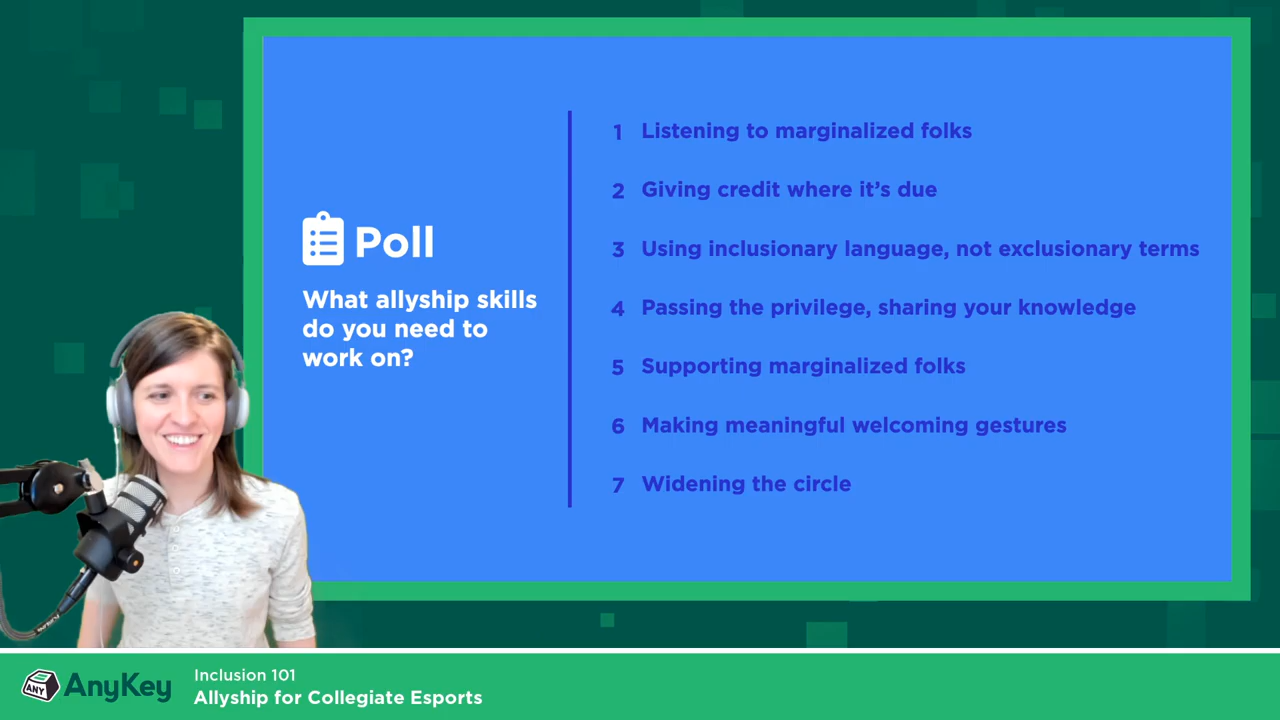 Poll
What allyship skills
do you need to
work on?
1 Listening to marginalized folks
2 Giving credit where it's due
3 Using inclusionary language, not exclusionary terms
4 Passing the privilege, sharing your knowledge
5 Supporting marginalized folks
6 Making meaningful welcoming gestures
7 Widening the circle
ANY
AnyKey
Inclusion 101
Allyship for Collegiate Esports